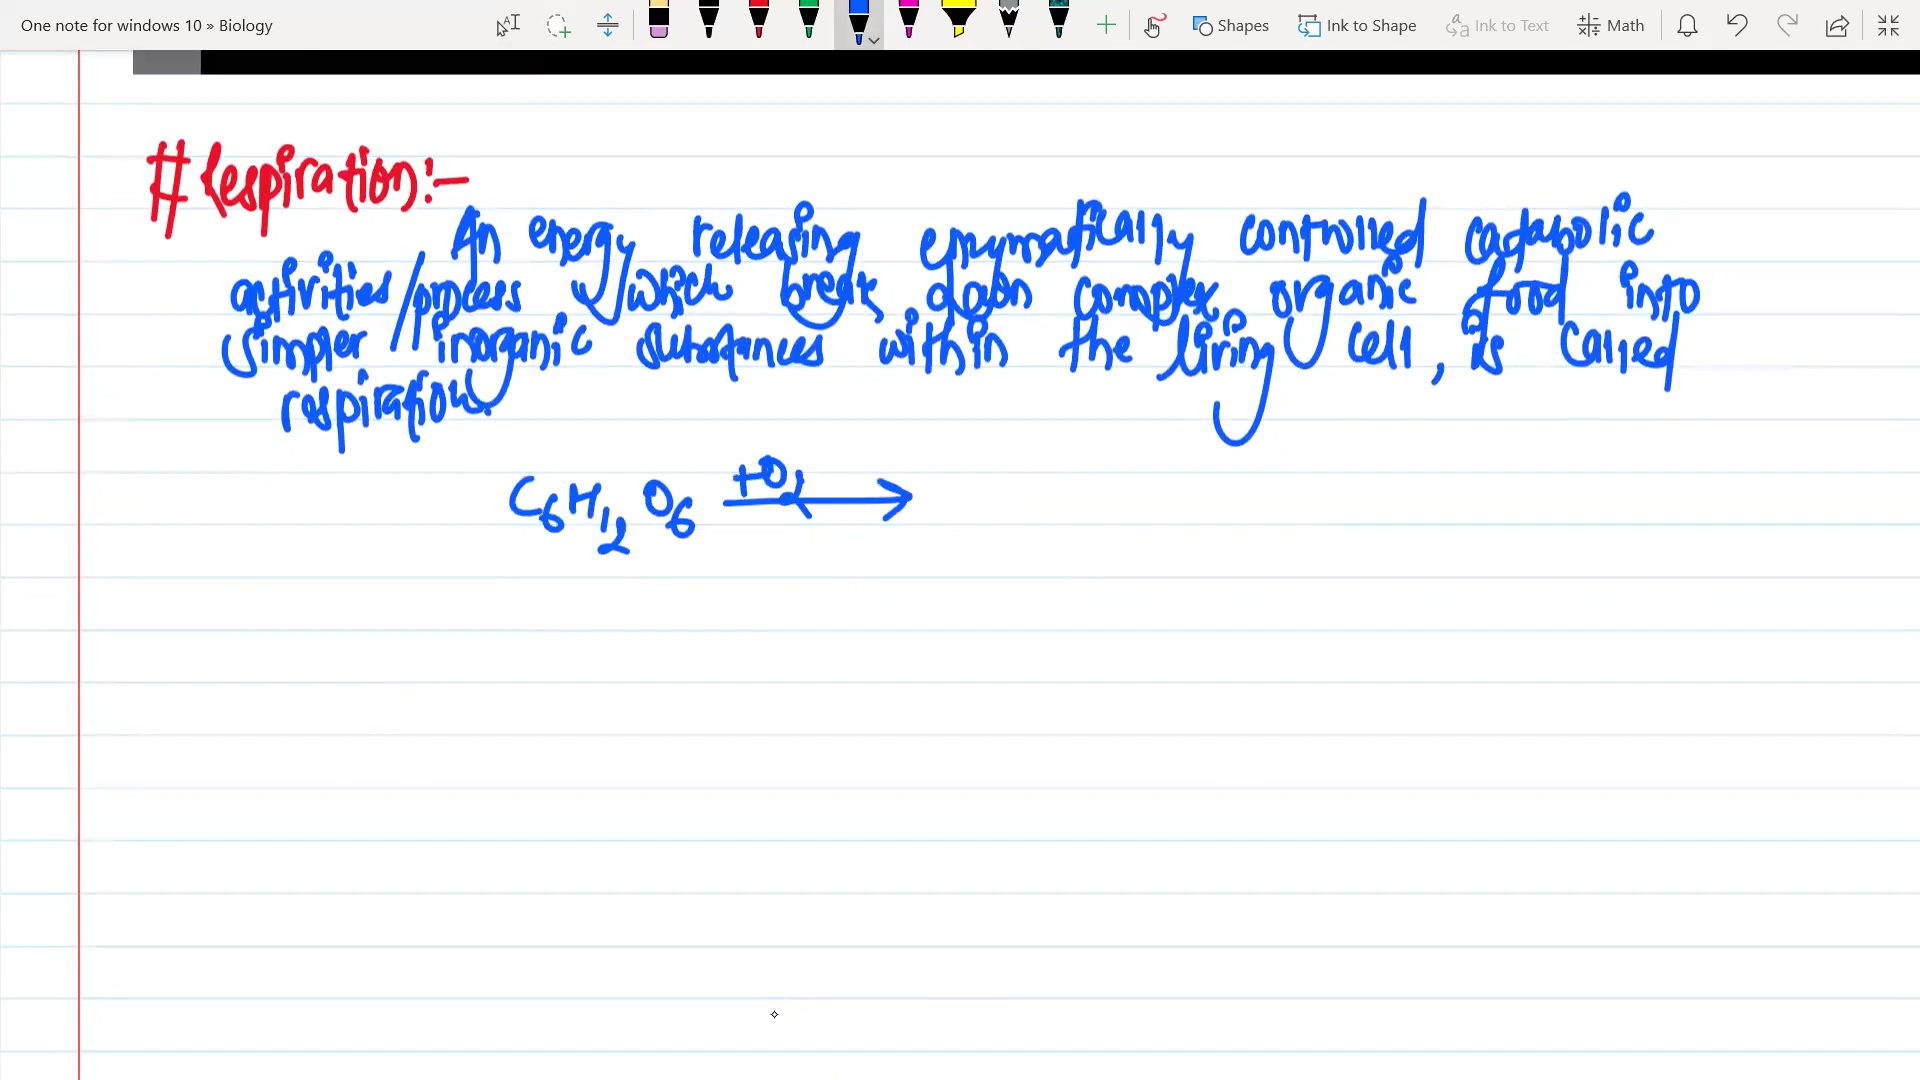 One note for windows 10 » Biology
Shapes
Ink to Shape
Ink to Text
Math
# Respiration:-
An energy releasing enzymatically controlled catabolic
activities/process which break down complex organic food into
simpler inorganic substances within the living cell, is called
respiration.
C6H12O6 +O2